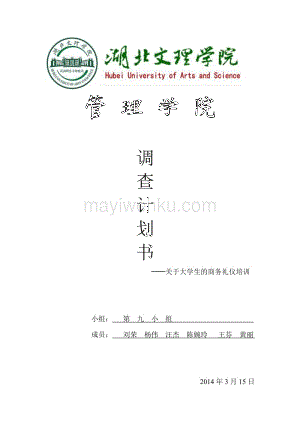 湖北文理学院
Hubei University of Arts and Science
管理学院
mayiwenku.com
调
查
计
划
书
——关于大学生的商务礼仪培训
小组： 第 九 小 组
成员： 刘荣 杨伟 汪杰 陈婉玲 王芬 黄丽
2014 年 3 月 15 日